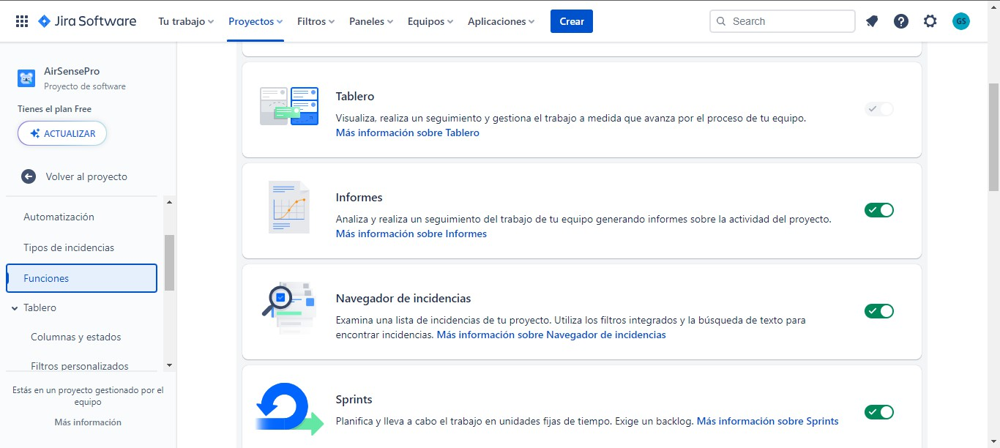 Jira Software
Tu trabajo
Proyectos
Filtros
Paneles
Equipos
Aplicaciones
Crear
Search
GS
AirSensePro
Proyecto de software
Tienes el plan Free
ACTUALIZAR
Volver al proyecto
Automatización
Tipos de incidencias
Funciones
Tablero
Columnas y estados
Filtros personalizados
Estás en un proyecto gestionado por el
equipo
Más información
Tablero
Visualiza, realiza un seguimiento y gestiona el trabajo a medida que avanza por el proceso de tu equipo.
Más información sobre Tablero
Informes
Analiza y realiza un seguimiento del trabajo de tu equipo generando informes sobre la actividad del proyecto.
Más información sobre Informes
Navegador de incidencias
Examina una lista de incidencias de tu proyecto. Utiliza los filtros integrados y la búsqueda de texto para
encontrar incidencias. Más información sobre Navegador de incidencias
Sprints
Planifica y lleva a cabo el trabajo en unidades fijas de tiempo. Exige un backlog. Más información sobre Sprints